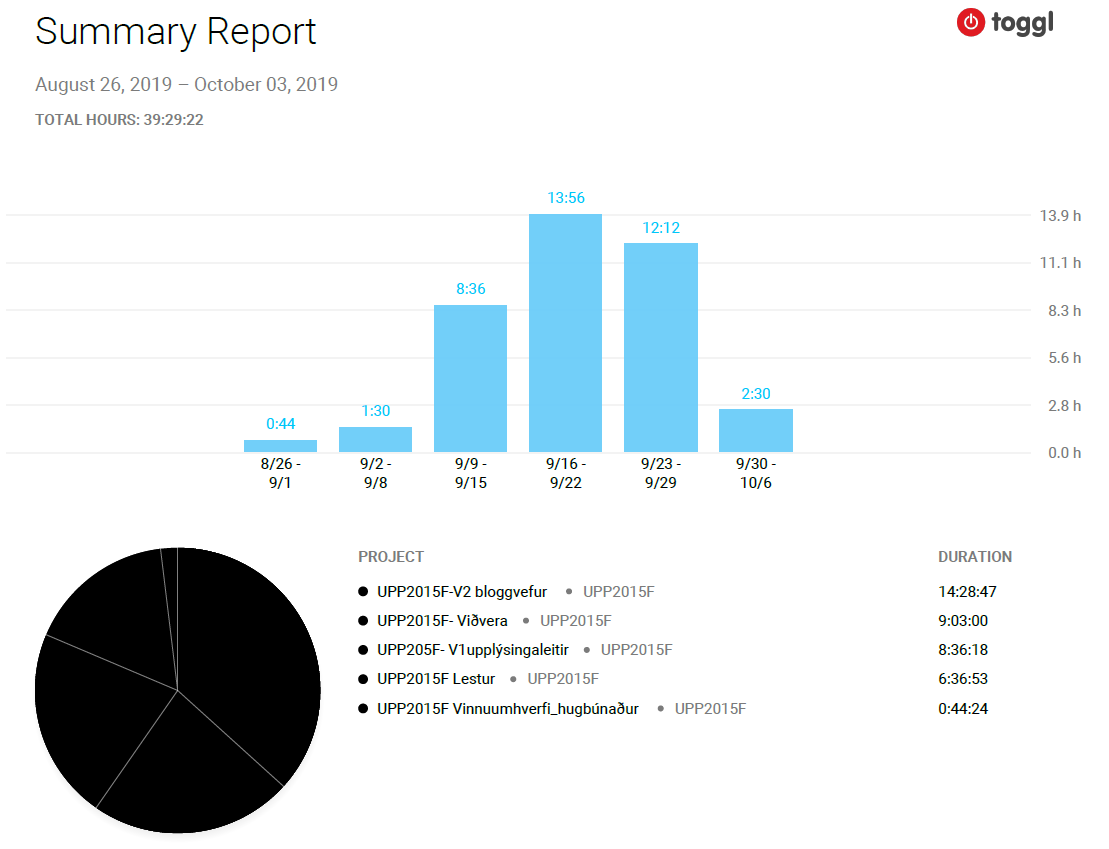 Summary Report
toggl
August 26, 2019 – October 03, 2019
TOTAL HOURS: 39:29:22
13:56
13.9 h
12:12
11.1 h
8:36
8.3 h
5.6 h
2:30
2.8 h
1:30
0:44
0.0 h
8/26 - 9/2 - 9/9 - 9/16 - 9/23 - 9/30 -
9/1 9/8 9/15 9/22 9/29 10/6
PROJECT DURATION
UPP2015F-V2 bloggvefur • UPP2015F 14:28:47
UPP2015F- Viðvera • UPP2015F 9:03:00
UPP205F- V1upplýsingaleitir • UPP2015F 8:36:18
UPP2015F Lestur • UPP2015F 6:36:53
UPP2015F Vinnuumhverfi_hugbúnaður • UPP2015F 0:44:24